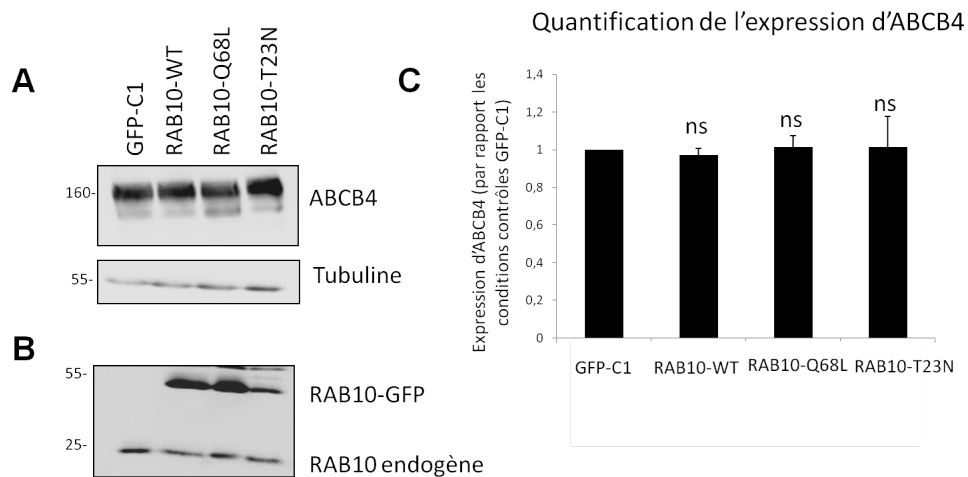 Quantification de l’expression d’ABCB4
A
GFP-C1
RAB10-WT
RAB10-Q68L
RAB10-T23N
160-
ABCB4
55-
Tubuline
B
55-
RAB10-GFP
25-
RAB10 endogène
C
Expression d’ABCB4 (par rapport les
conditions contrôles GFP-C1)
1,4
1,2
1
0,8
0,6
0,4
0,2
0
ns
ns
ns
GFP-C1
RAB10-WT
RAB10-Q68L
RAB10-T23N